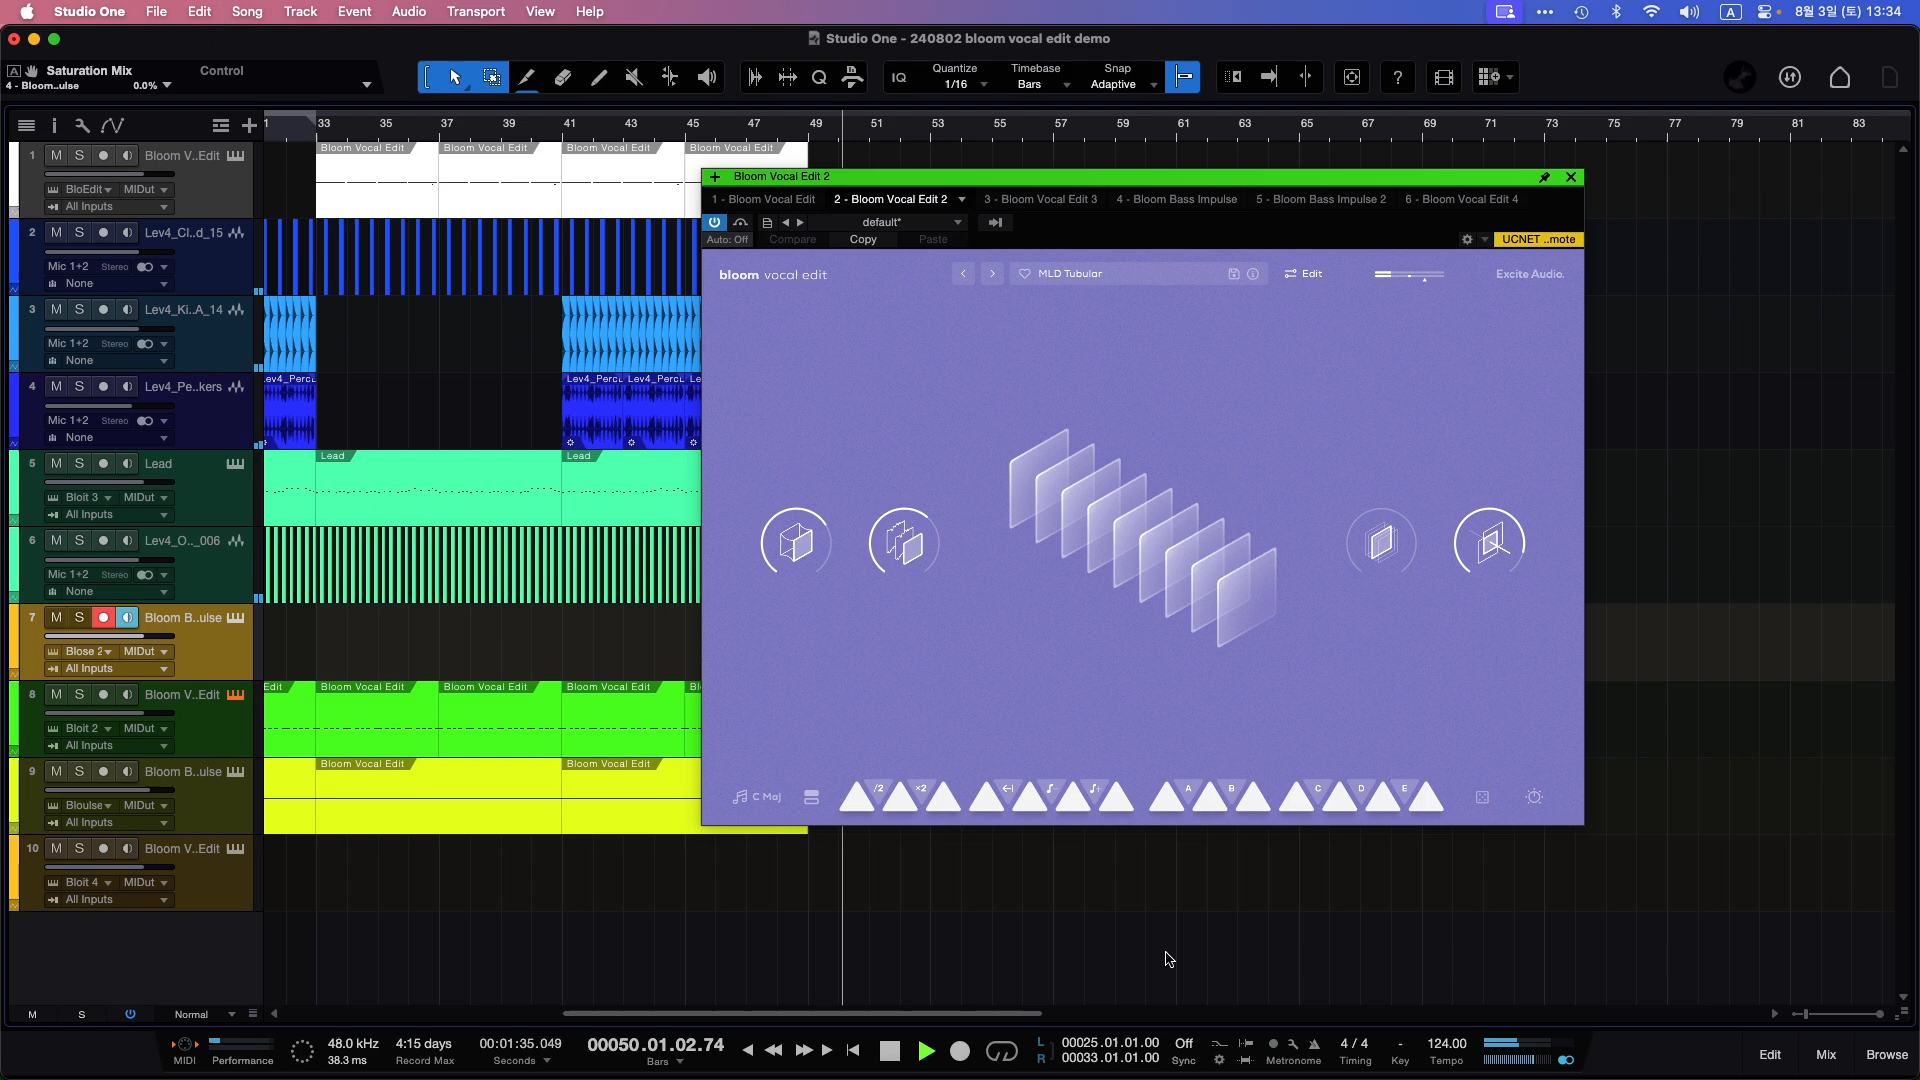 Studio One File Edit Song Track Event Audio Transport View Help
A 8월 3일 (토) 13:34
Studio One - 240802 bloom vocal edit demo
A Saturation Mix Control
4 - Bloom..ulse 0.0%
IQ Quantize Timebase Snap
1/16 Bars Adaptive
?
33 35 37 39 41 43 45 47 49 51 53 55 57 59 61 63 65 67 69 71 73 75 77 79 81 83
1 M S Bloom V..Edit
BloEdit MIDut
All Inputs
Bloom Vocal Edit Bloom Vocal Edit Bloom Vocal Edit Bloom Vocal Edit
2 M S Lev4_Cl..d_15
Mic 1+2 Stereo
None
3 M S Lev4_Ki..A_14
Mic 1+2 Stereo
None
4 M S Lev4_Pe..kers
Mic 1+2 Stereo
None
Lev4_Percu Lev4_Percu Le
5 M S Lead
Bloit 3 MIDut
All Inputs
Lead Lead
6 M S Lev4_O.._006
Mic 1+2 Stereo
None
7 M S Bloom B..ulse
Blose 2 MIDut
All Inputs
8 M S Bloom V..Edit
Bloit 2 MIDut
All Inputs
Edit Bloom Vocal Edit Bloom Vocal Edit Bloom Vocal Edit
9 M S Bloom B..ulse
Bloulse MIDut
All Inputs
Bloom Vocal Edit Bloom Vocal Edit
10 M S Bloom V..Edit
Bloit 4 MIDut
All Inputs
Bloom Vocal Edit 2
1 - Bloom Vocal Edit 2 - Bloom Vocal Edit 2 3 - Bloom Vocal Edit 3 4 - Bloom Bass Impulse 5 - Bloom Bass Impulse 2 6 - Bloom Vocal Edit 4
default*
Auto: Off Compare Copy Paste UCNET ..mote
bloom vocal edit MLD Tubular Edit Excite Audio.
C Maj /2 ×2 A B C D E
M S Normal
MIDI Performance
48.0 kHz
38.3 ms
4:15 days
Record Max
00:01:35.049
Seconds
00050.01.02.74
Bars
L 00025.01.01.00
R 00033.01.01.00
Off
Sync
Metronome
4 / 4
Timing
-
Key
124.00
Tempo
Edit Mix Browse